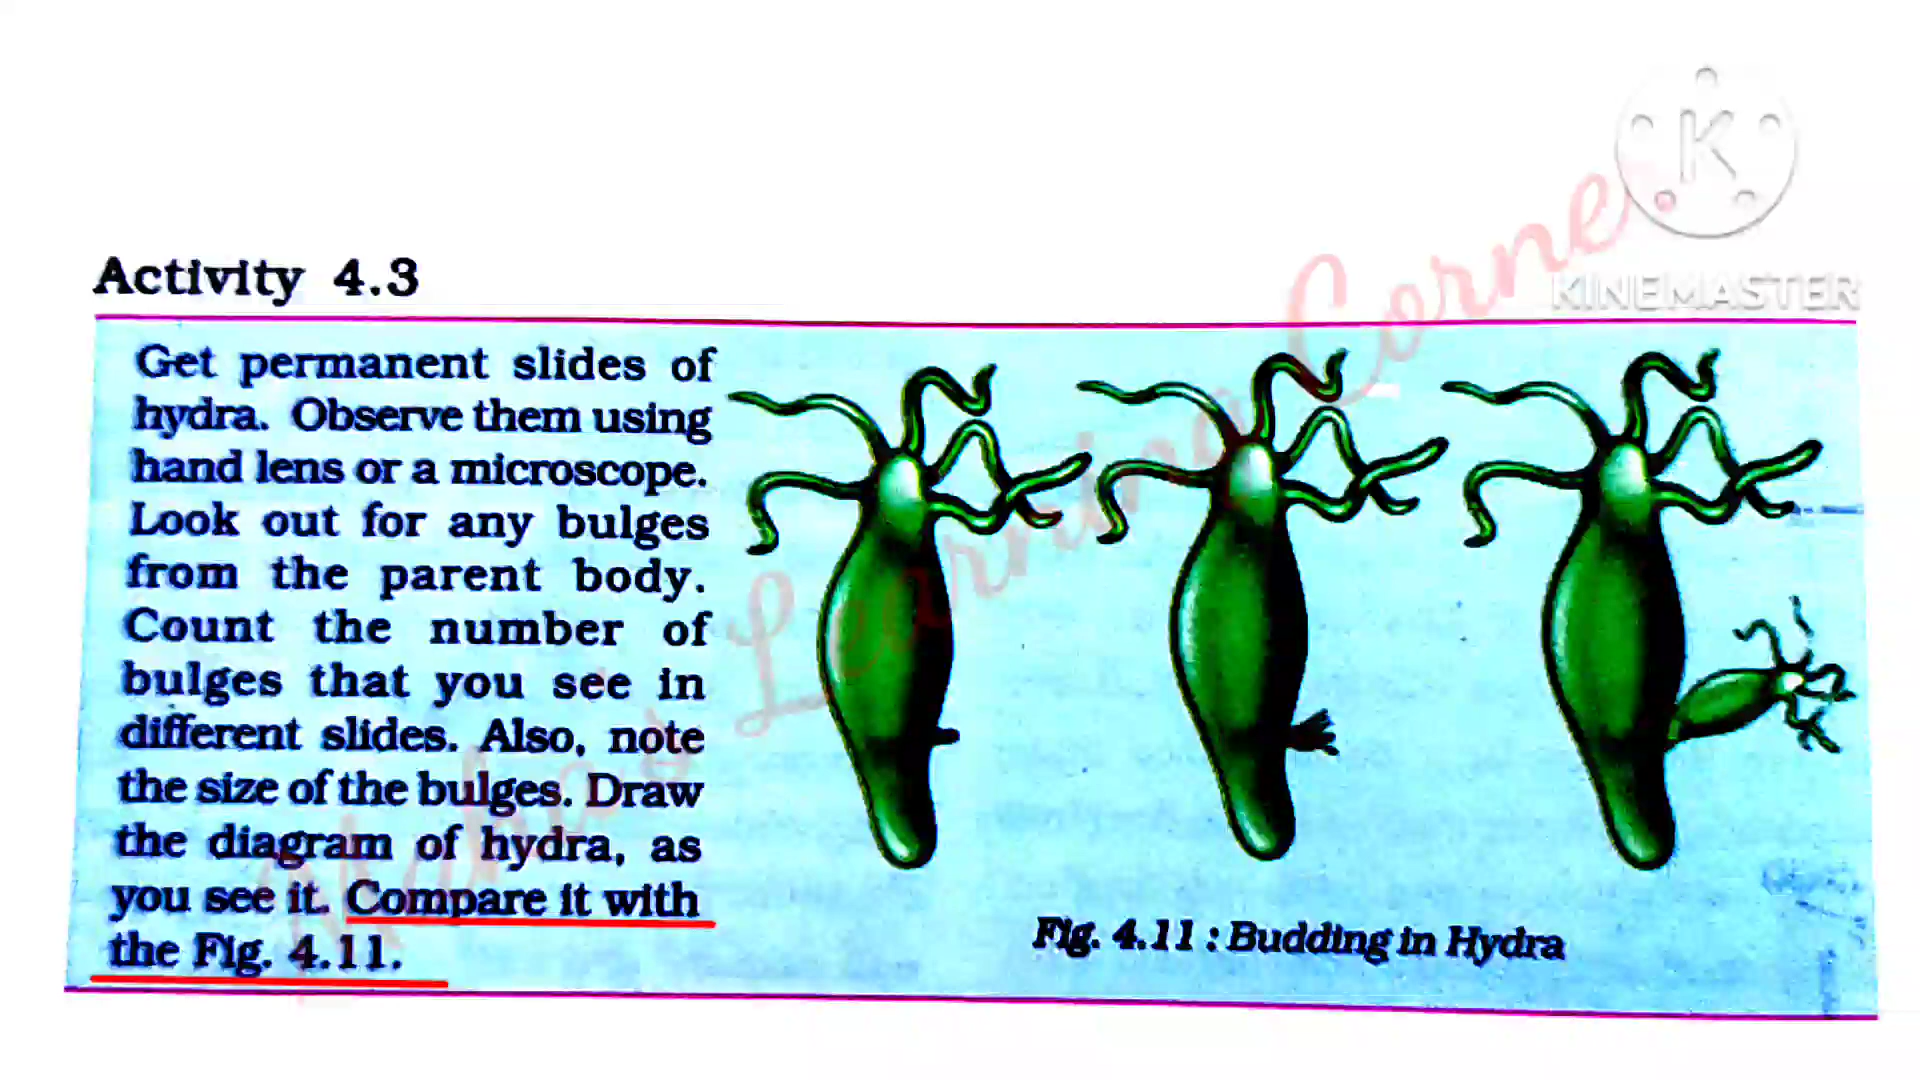 K
KINEMASTER
Activity 4.3
Get permanent slides of
hydra. Observe them using
hand lens or a microscope.
Look out for any bulges
from the parent body.
Count the number of
bulges that you see in
different slides. Also, note
the size of the bulges. Draw
the diagram of hydra, as
you see it. Compare it with
the Fig. 4.11.
Fig. 4.11 : Budding in Hydra
Learning Corner